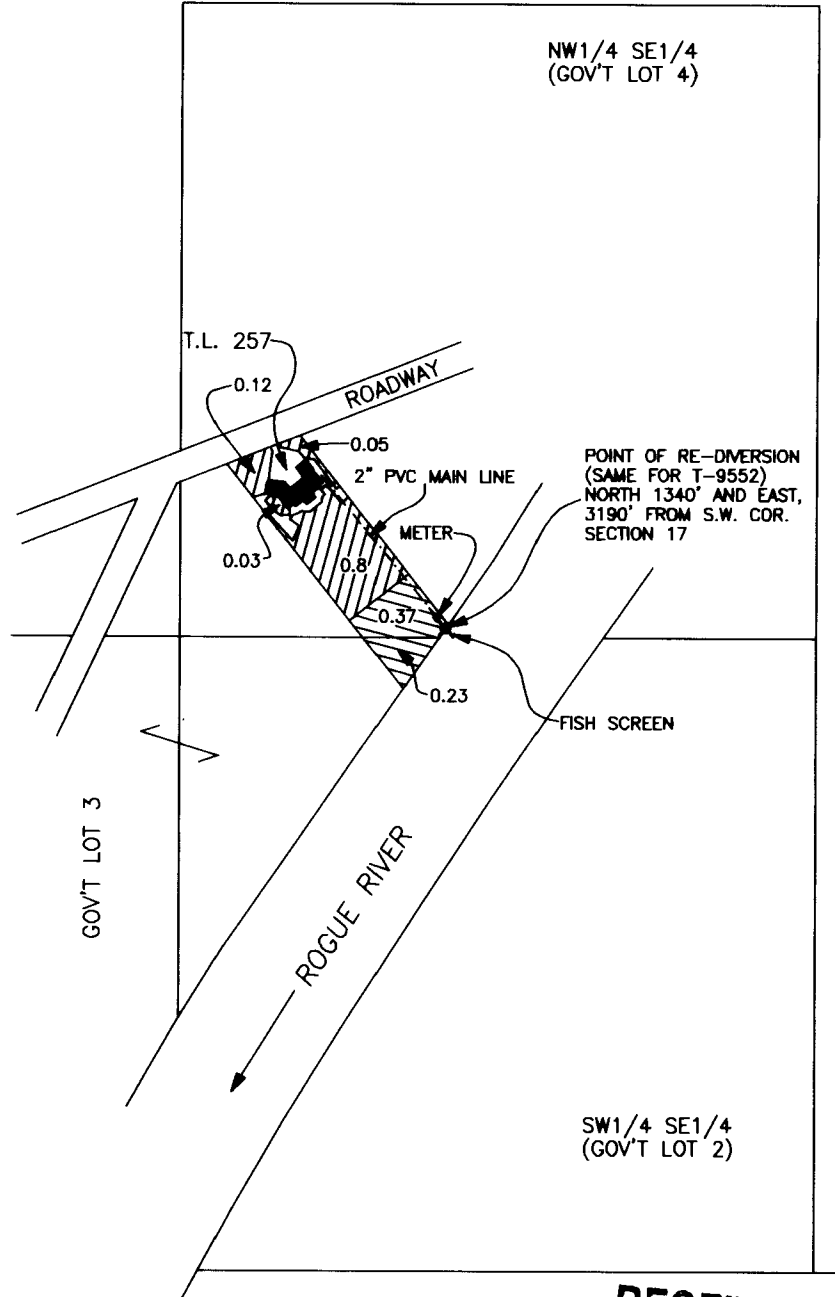 NW1/4 SE1/4
(GOV'T LOT 4)
T.L. 257
0.12
ROADWAY
0.05
2" PVC MAIN LINE
POINT OF RE-DIVERSION
(SAME FOR T-9552)
NORTH 1340' AND EAST,
3190' FROM S.W. COR.
SECTION 17
METER
0.03
0.8
0.37
0.23
FISH SCREEN
GOV'T LOT 3
ROGUE RIVER
SW1/4 SE1/4
(GOV'T LOT 2)